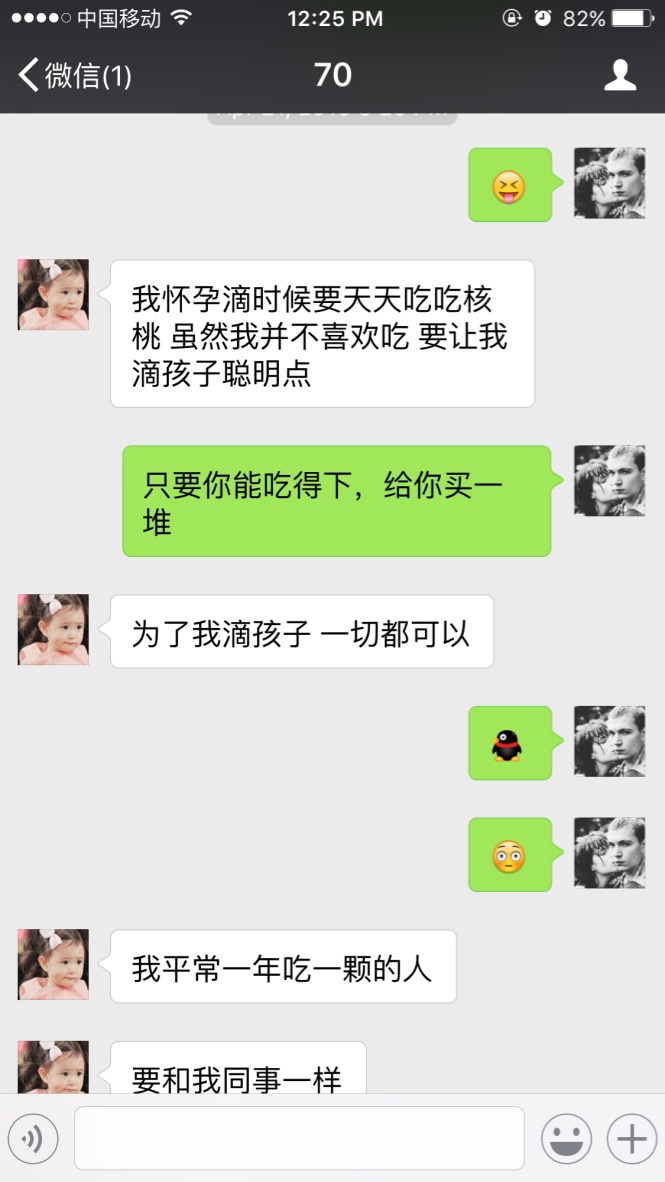 中国移动 12:25 PM 82%
微信(1) 70
我怀孕滴时候要天天吃吃核
桃 虽然我并不喜欢吃 要让我
滴孩子聪明点
只要你能吃得下，给你买一
堆
为了我滴孩子 一切都可以
我平常一年吃一颗的人
要和我同事一样